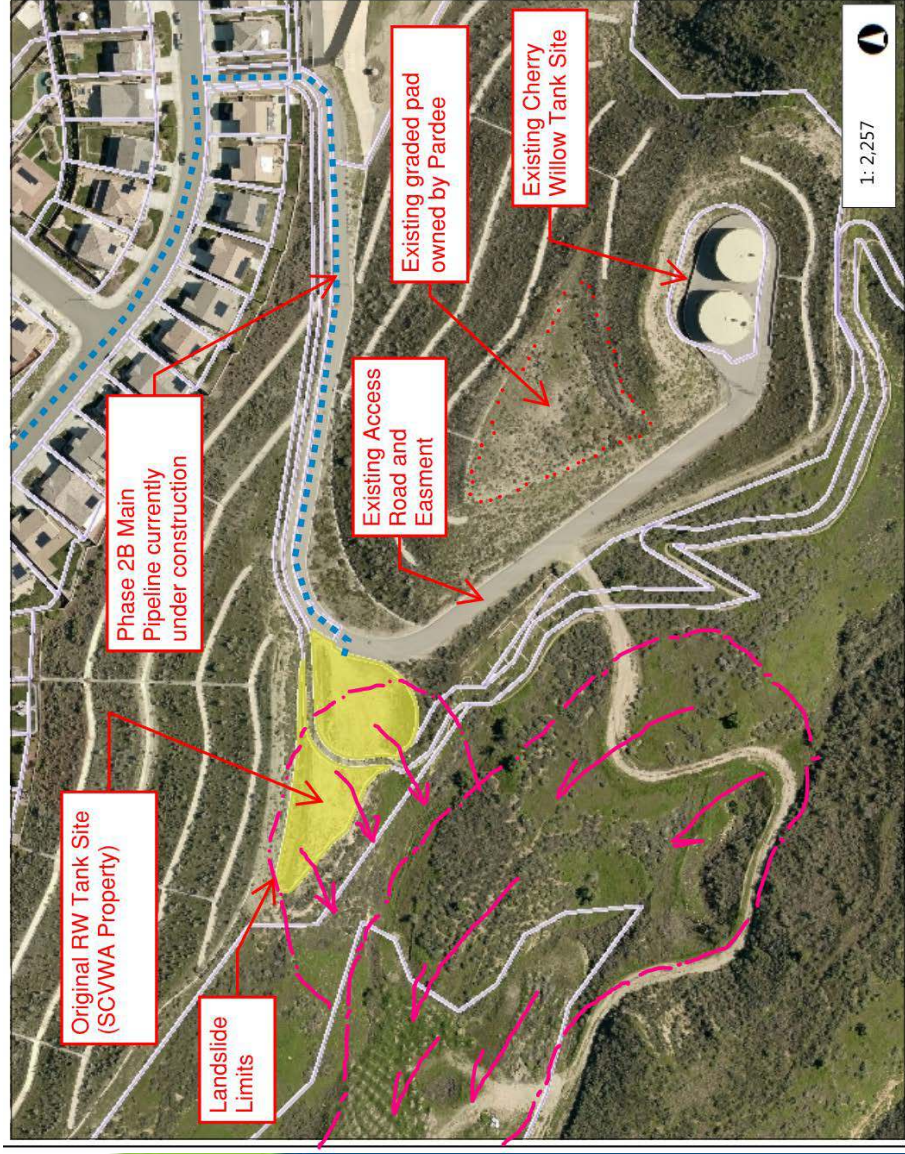 Original RW Tank Site
(SCVWA Property)
Phase 2B Main
Pipeline currently
under construction
Landslide
Limits
Existing Access
Road and
Easment
Existing graded pad
owned by Pardee
Existing Cherry
Willow Tank Site
1: 2,257